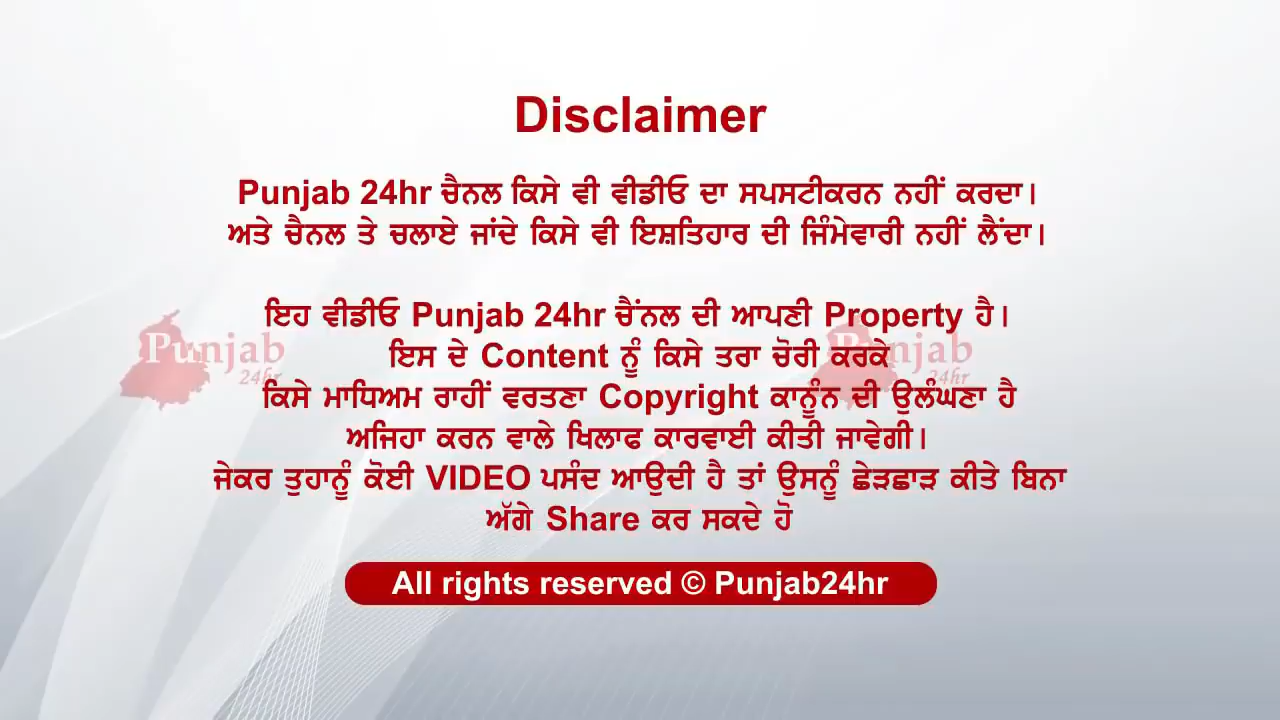 Disclaimer
Punjab 24hr ਚੈਨਲ ਕਿਸੇ ਵੀ ਵੀਡੀਓ ਦਾ ਸਪਸਟੀਕਰਨ ਨਹੀਂ ਕਰਦਾ।
ਅਤੇ ਚੈਨਲ ਤੇ ਚਲਾਏ ਜਾਂਦੇ ਕਿਸੇ ਵੀ ਇਸ਼ਤਿਹਾਰ ਦੀ ਜਿੰਮੇਵਾਰੀ ਨਹੀਂ ਲੈਂਦਾ।
ਇਹ ਵੀਡੀਓ Punjab 24hr ਚੈਂਨਲ ਦੀ ਆਪਣੀ Property ਹੈ।
ਇਸ ਦੇ Content ਨੂੰ ਕਿਸੇ ਤਰਾ ਚੋਰੀ ਕਰਕੇ
ਕਿਸੇ ਮਾਧਿਅਮ ਰਾਹੀਂ ਵਰਤਣਾ Copyright ਕਾਨੂੰਨ ਦੀ ਉਲੰਘਣਾ ਹੈ
ਅਜਿਹਾ ਕਰਨ ਵਾਲੇ ਖਿਲਾਫ ਕਾਰਵਾਈ ਕੀਤੀ ਜਾਵੇਗੀ।
ਜੇਕਰ ਤੁਹਾਨੂੰ ਕੋਈ VIDEO ਪਸੰਦ ਆਉਦੀ ਹੈ ਤਾਂ ਉਸਨੂੰ ਛੇੜਛਾੜ ਕੀਤੇ ਬਿਨਾ
ਅੱਗੇ Share ਕਰ ਸਕਦੇ ਹੋ
All rights reserved © Punjab24hr
Punjab
24hr
Punjab
24hr